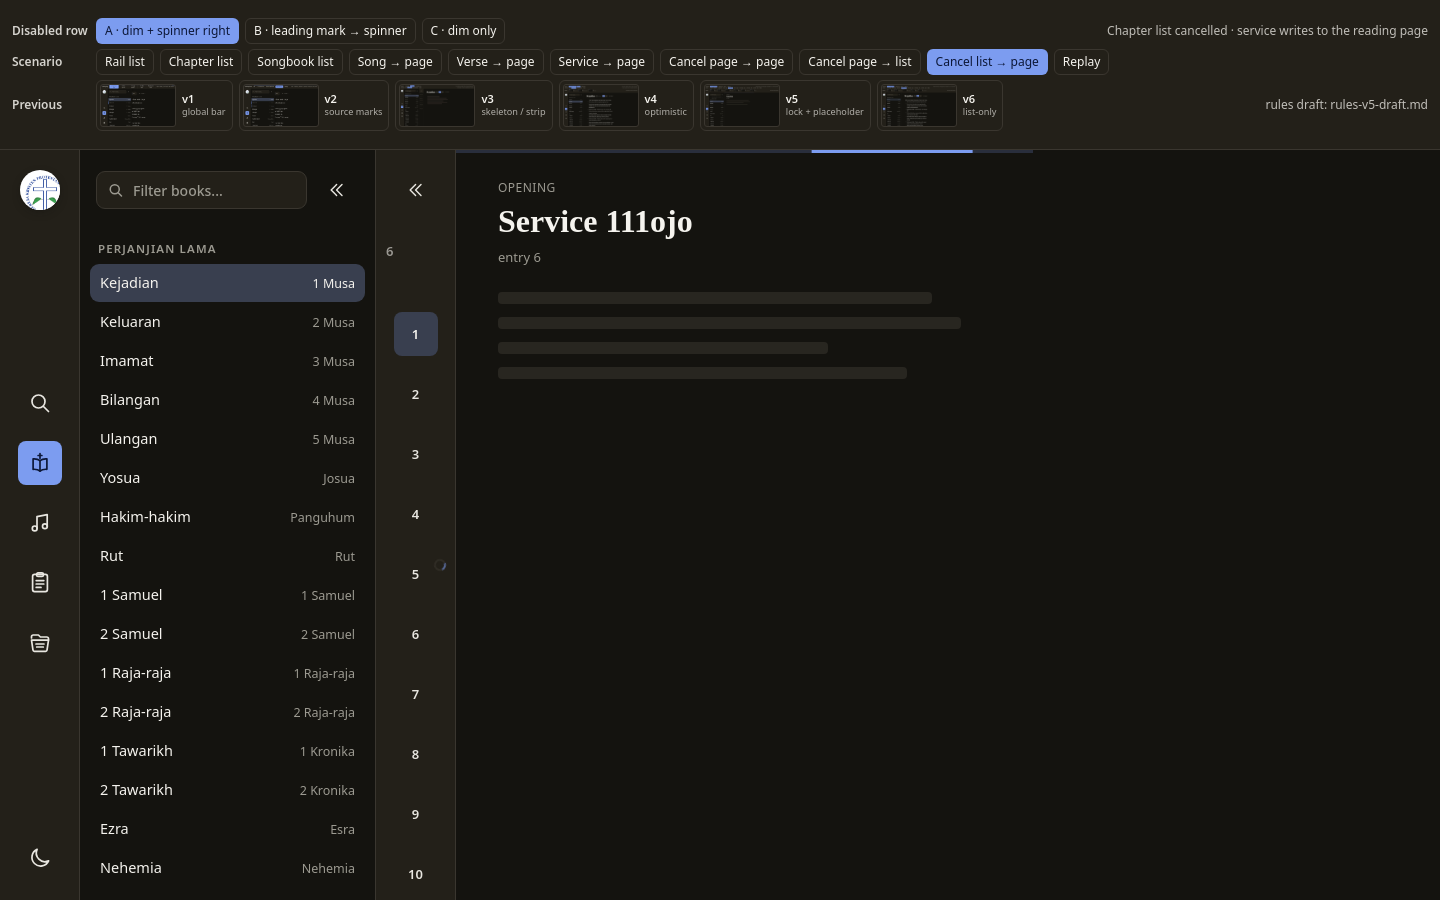 Disabled row
A · dim + spinner right
B · leading mark → spinner
C · dim only
Chapter list cancelled · service writes to the reading page
Scenario
Rail list
Chapter list
Songbook list
Song → page
Verse → page
Service → page
Cancel page → page
Cancel page → list
Cancel list → page
Replay
Previous
v1
global bar
v2
source marks
v3
skeleton / strip
v4
optimistic
v5
lock + placeholder
v6
list-only
rules draft: rules-v5-draft.md
Filter books...
PERJANJIAN LAMA
Kejadian 1 Musa
Keluaran 2 Musa
Imamat 3 Musa
Bilangan 4 Musa
Ulangan 5 Musa
Yosua Josua
Hakim-hakim Panguhum
Rut Rut
1 Samuel 1 Samuel
2 Samuel 2 Samuel
1 Raja-raja 1 Raja-raja
2 Raja-raja 2 Raja-raja
1 Tawarikh 1 Kronika
2 Tawarikh 2 Kronika
Ezra Esra
Nehemia Nehemia
6
1
2
3
4
5
6
7
8
9
10
OPENING
Service 111ojo
entry 6